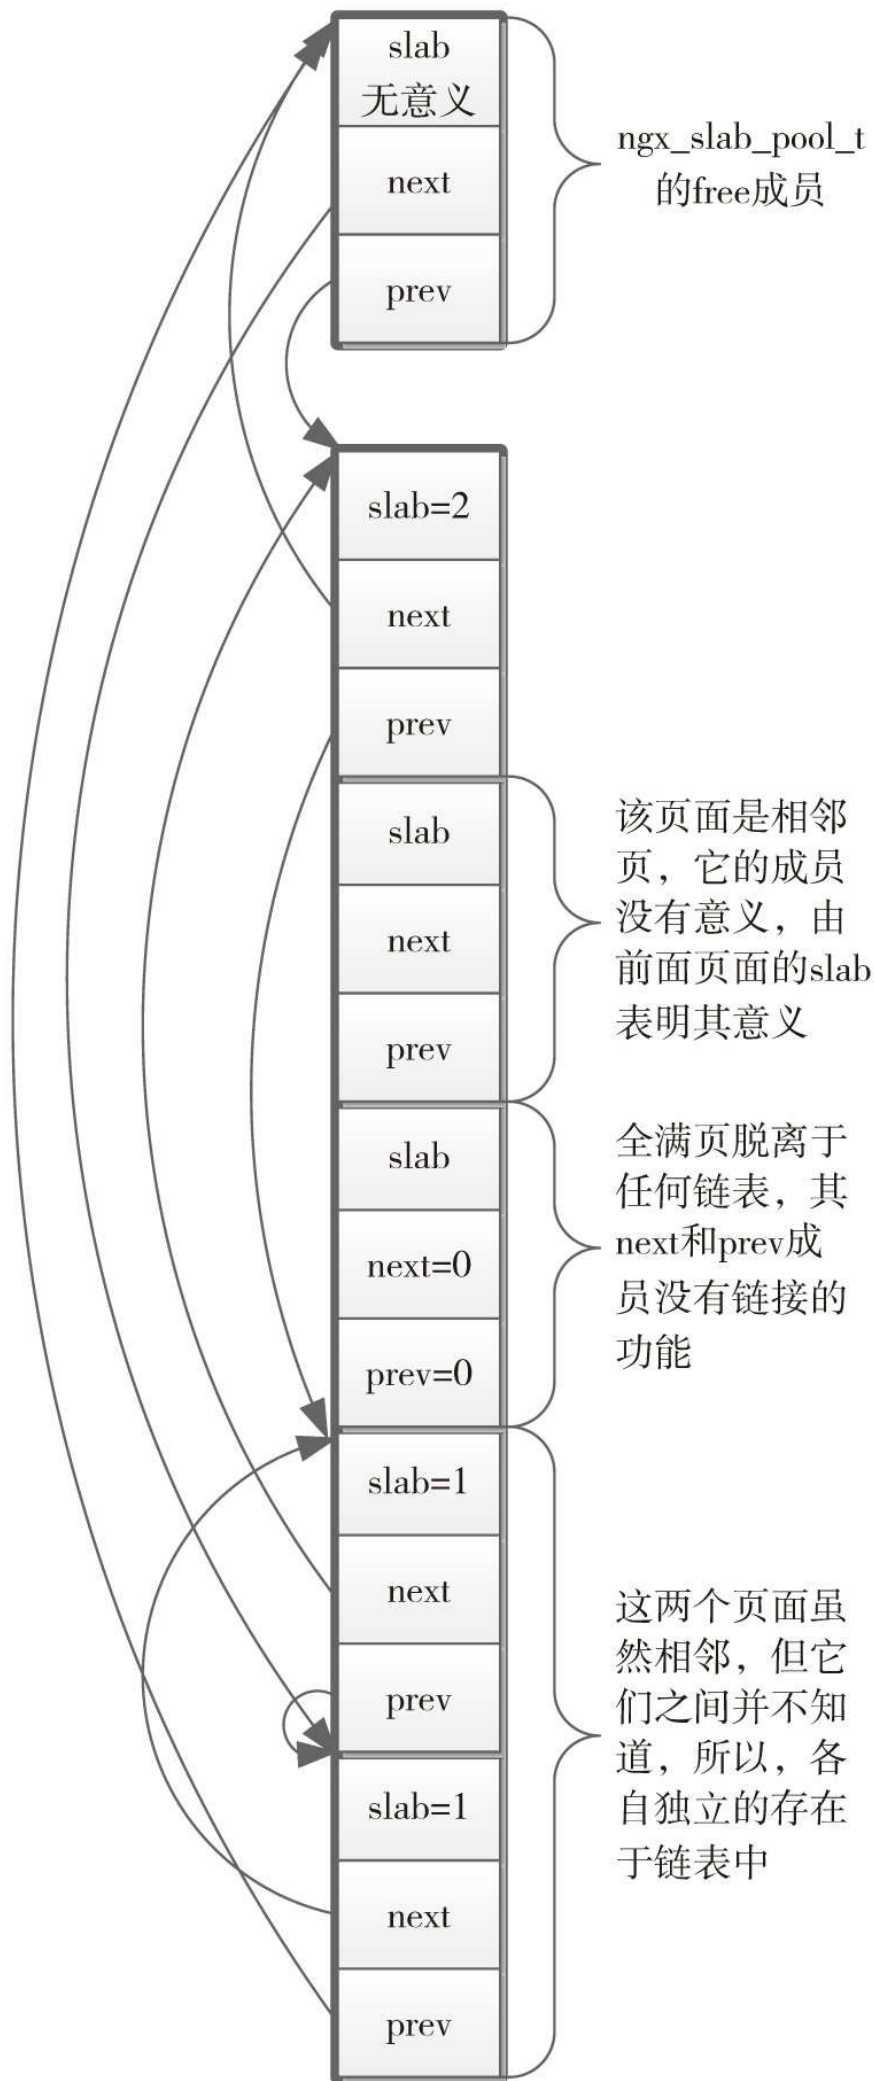 slab
无意义
next
prev
ngx_slab_pool_t
的free成员
slab=2
next
prev
slab
next
prev
该页面是相邻
页，它的成员
没有意义，由
前面页面的slab
表明其意义
slab
next=0
prev=0
全满页脱离于
任何链表，其
next和prev成
员没有链接的
功能
slab=1
next
prev
slab=1
next
prev
这两个页面虽
然相邻，但它
们之间并不知
道，所以，各
自独立的存在
于链表中